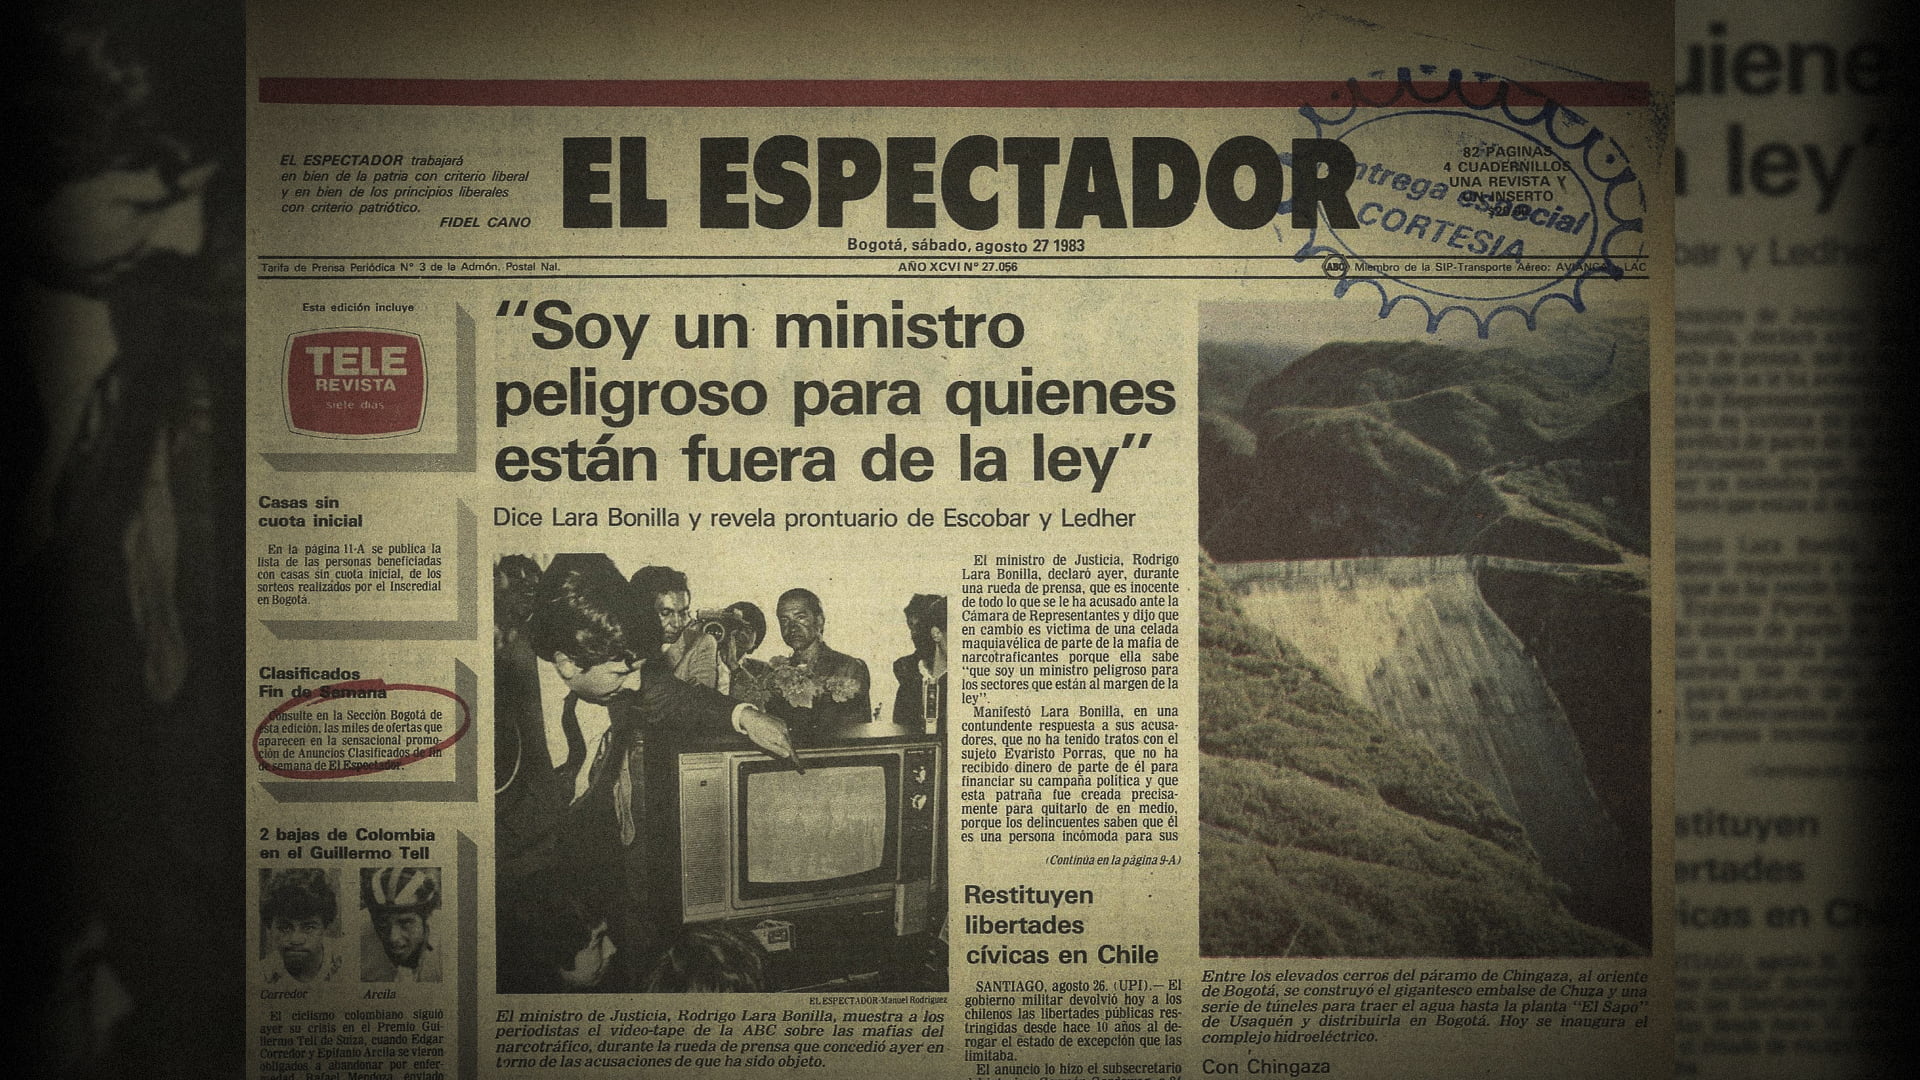 EL ESPECTADOR trabajará
en bien de la patria con criterio liberal
y en bien de los principios liberales
con criterio patriótico.
FIDEL CANO
EL ESPECTADOR
82 PAGINAS
4 CUADERNILLOS
UNA REVISTA Y
UN INSERTO
ntrega especial
CORTESIA
Bogotá, sábado, agosto 27 1983
Tarifa de Prensa Periódica Nº 3 de la Admón. Postal Nal.
AÑO XCVI Nº 27.056
Miembro de la SIP-Transporte Aéreo: LAC
Esta edición incluye
TELE
REVISTA
siete días
Casas sin
cuota inicial
En la página 11-A se publica la
lista de las personas beneficiadas
con casas sin cuota inicial, de los
sorteos realizados por el Inscredial
en Bogotá.
Clasificados
Fin de Semana
Consulte en la Sección Bogotá de
esta edición, las miles de ofertas que
aparecen en la sensacional promo-
ción de Anuncios Clasificados de fin
de semana de El Espectador.
2 bajas de Colombia
en el Guillermo Tell
Corredor Arcila
El ciclismo colombiano siguió
ayer su crisis en el Premio Gui-
llermo Tell de Suiza, cuando Edgar
Corredor y Epifanio Arcila se vieron
obligados a abandonar por enfer-
medad. Rafael Mendoza, enviado
“Soy un ministro
peligroso para quienes
están fuera de la ley”
Dice Lara Bonilla y revela prontuario de Escobar y Ledher
EL ESPECTADOR-Manuel Rodríguez
El ministro de Justicia, Rodrigo Lara Bonilla, muestra a los
periodistas el video-tape de la ABC sobre las mafias del
narcotráfico, durante la rueda de prensa que concedió ayer en
torno de las acusaciones de que ha sido objeto.
El ministro de Justicia, Rodrigo
Lara Bonilla, declaró ayer, durante
una rueda de prensa, que es inocente
de todo lo que se le ha acusado ante la
Cámara de Representantes y dijo que
en cambio es víctima de una celada
maquiavélica de parte de la mafia de
narcotraficantes porque ella sabe
“que soy un ministro peligroso para
los sectores que están al margen de la
ley”.
Manifestó Lara Bonilla, en una
contundente respuesta a sus acusa-
dores, que no ha tenido tratos con el
sujeto Evaristo Porras, que no ha
recibido dinero de parte de él para
financiar su campaña política y que
esta patraña fue creada precisa-
mente para quitarlo de en medio,
porque los delincuentes saben que él
es una persona incómoda para sus
(Continúa en la página 9-A)
Restituyen
libertades
cívicas en Chile
SANTIAGO, agosto 26. (UPI).— El
gobierno militar devolvió hoy a los
chilenos las libertades públicas res-
tringidas desde hace 10 años al de-
rogar el estado de excepción que las
limitaba.
El anuncio lo hizo el subsecretario
Entre los elevados cerros del páramo de Chingaza, al oriente
de Bogotá, se construyó el gigantesco embalse de Chuza y una
serie de túneles para traer el agua hasta la planta “El Sapo”
de Usaquén y distribuirla en Bogotá. Hoy se inaugura el
complejo hidroeléctrico.
Con Chingaza